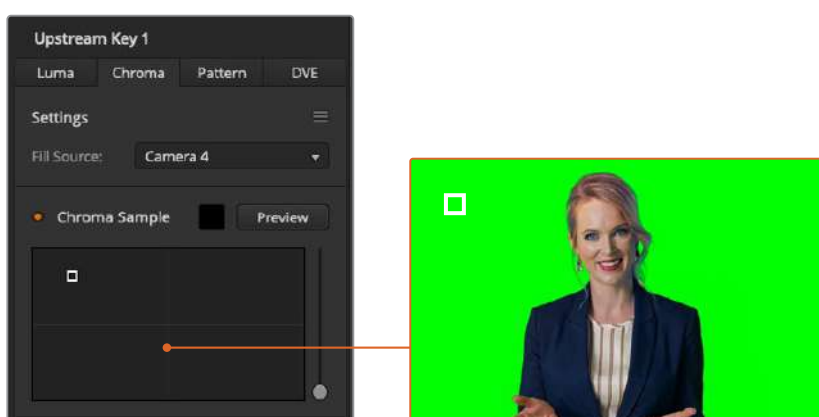 Upstream Key 1
Luma Chroma Pattern DVE
Settings
Fill Source: Camera 4
Chroma Sample Preview